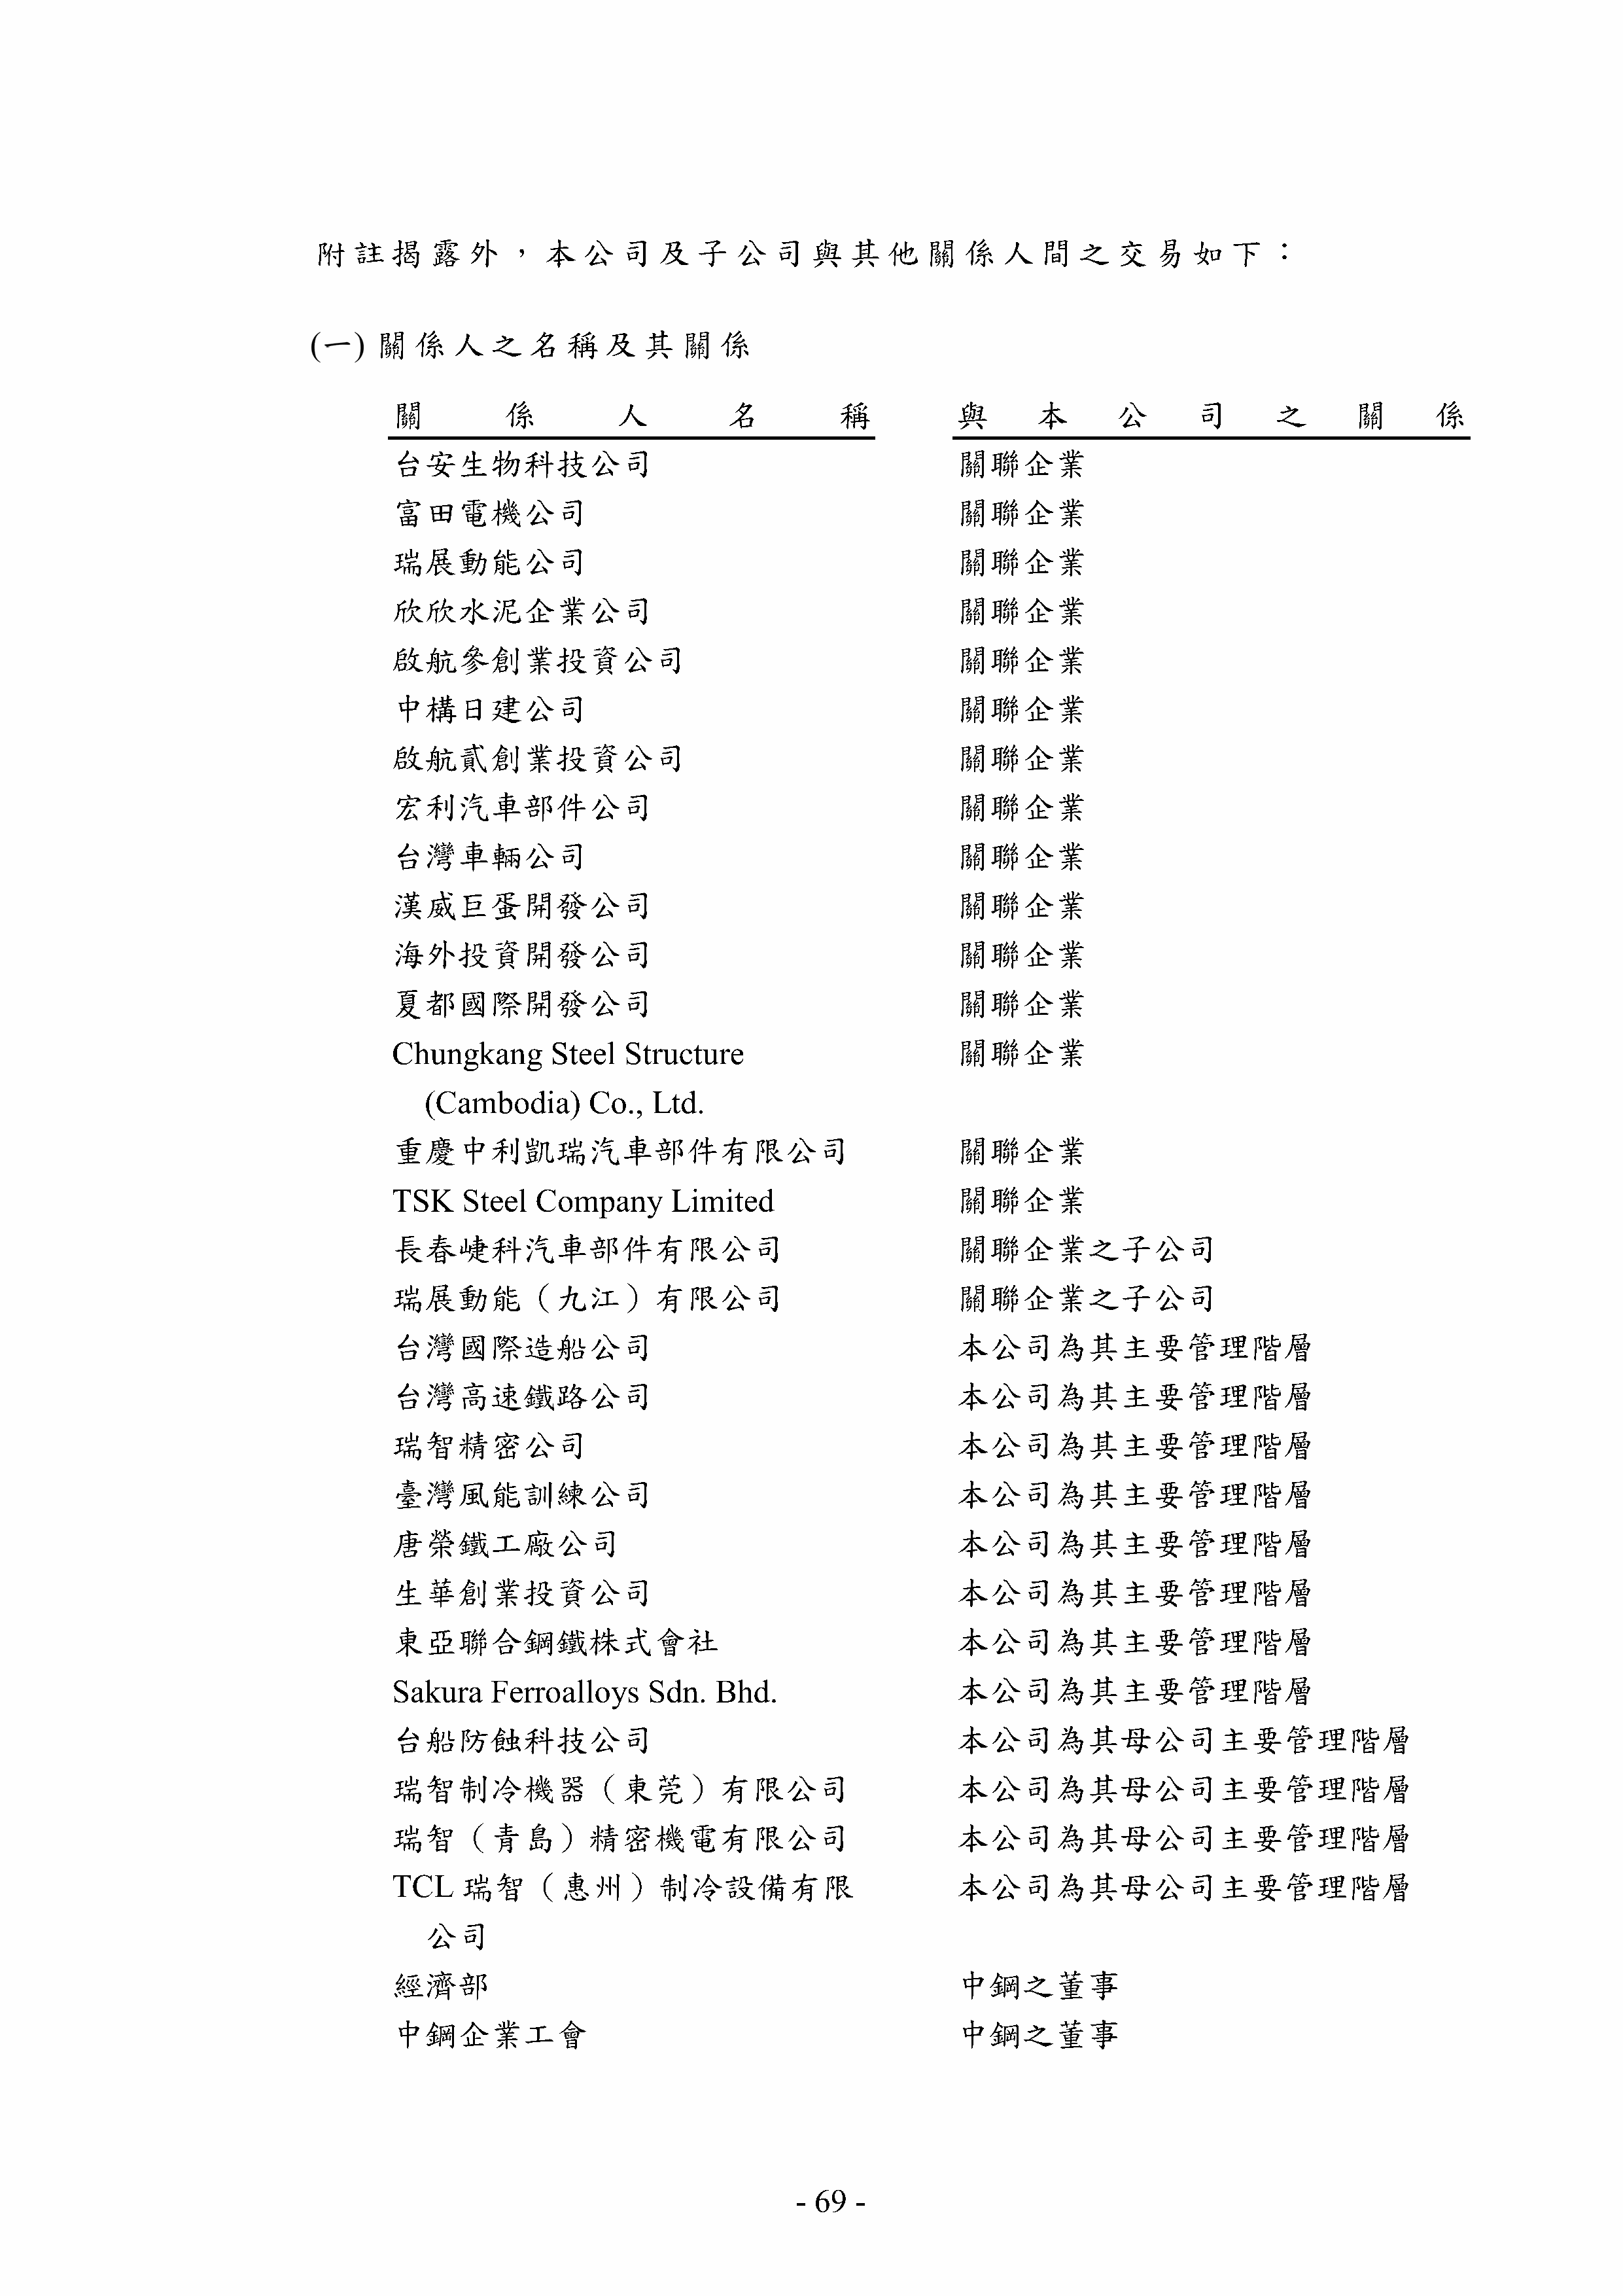 附註揭露外，本公司及子公司與其他關係人間之交易如下：
(一) 關係人之名稱及其關係
關係人名稱 與本公司之關係
台安生物科技公司 關聯企業
富田電機公司 關聯企業
瑞展動能公司 關聯企業
欣欣水泥企業公司 關聯企業
啟航參創業投資公司 關聯企業
中構日建公司 關聯企業
啟航貳創業投資公司 關聯企業
宏利汽車部件公司 關聯企業
台灣車輛公司 關聯企業
漢威巨蛋開發公司 關聯企業
海外投資開發公司 關聯企業
夏都國際開發公司 關聯企業
Chungkang Steel Structure 關聯企業
(Cambodia) Co., Ltd.
重慶中利凱瑞汽車部件有限公司 關聯企業
TSK Steel Company Limited 關聯企業
長春崨科汽車部件有限公司 關聯企業之子公司
瑞展動能（九江）有限公司 關聯企業之子公司
台灣國際造船公司 本公司為其主要管理階層
台灣高速鐵路公司 本公司為其主要管理階層
瑞智精密公司 本公司為其主要管理階層
臺灣風能訓練公司 本公司為其主要管理階層
唐榮鐵工廠公司 本公司為其主要管理階層
生華創業投資公司 本公司為其主要管理階層
東亞聯合鋼鐵株式會社 本公司為其主要管理階層
Sakura Ferroalloys Sdn. Bhd. 本公司為其主要管理階層
台船防蝕科技公司 本公司為其母公司主要管理階層
瑞智制冷機器（東莞）有限公司 本公司為其母公司主要管理階層
瑞智（青島）精密機電有限公司 本公司為其母公司主要管理階層
TCL 瑞智（惠州）制冷設備有限 本公司為其母公司主要管理階層
公司
經濟部 中鋼之董事
中鋼企業工會 中鋼之董事
- 69 -